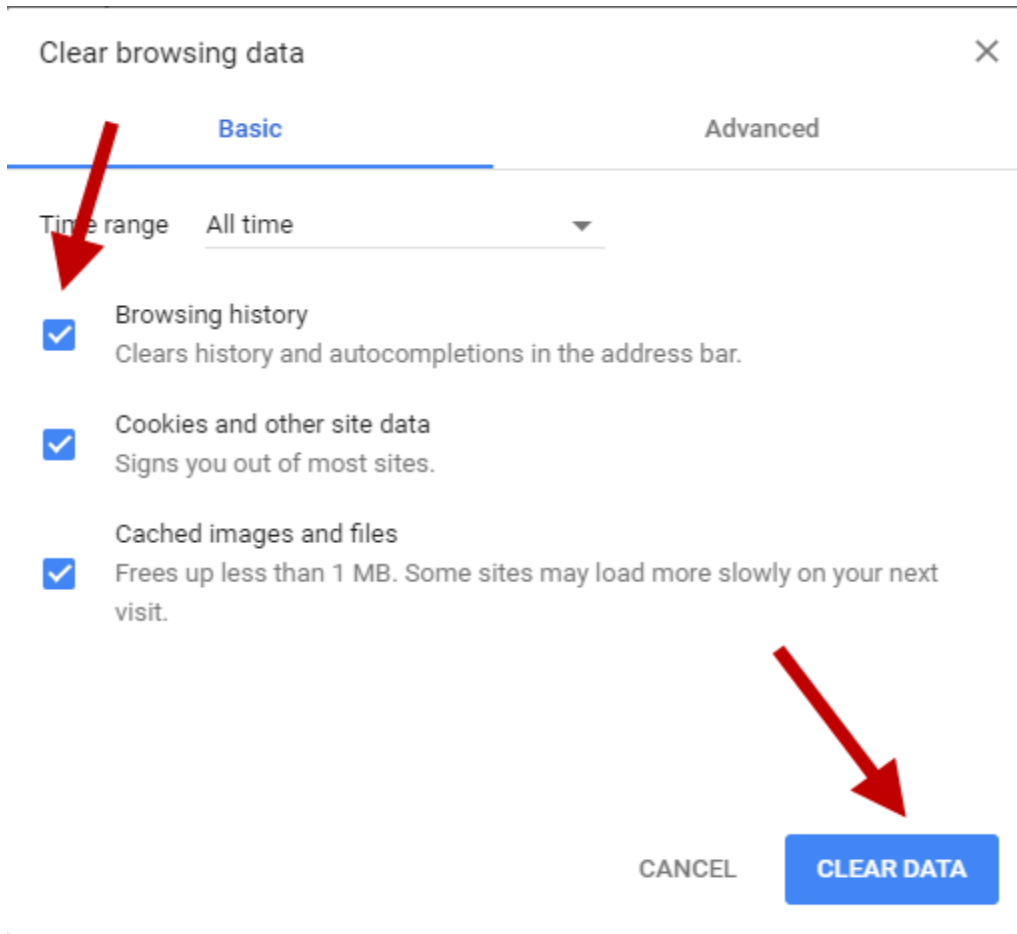 Clear browsing data
Basic Advanced
Time range All time
Browsing history
Clears history and autocompletions in the address bar.
Cookies and other site data
Signs you out of most sites.
Cached images and files
Frees up less than 1 MB. Some sites may load more slowly on your next
visit.
CANCEL CLEAR DATA